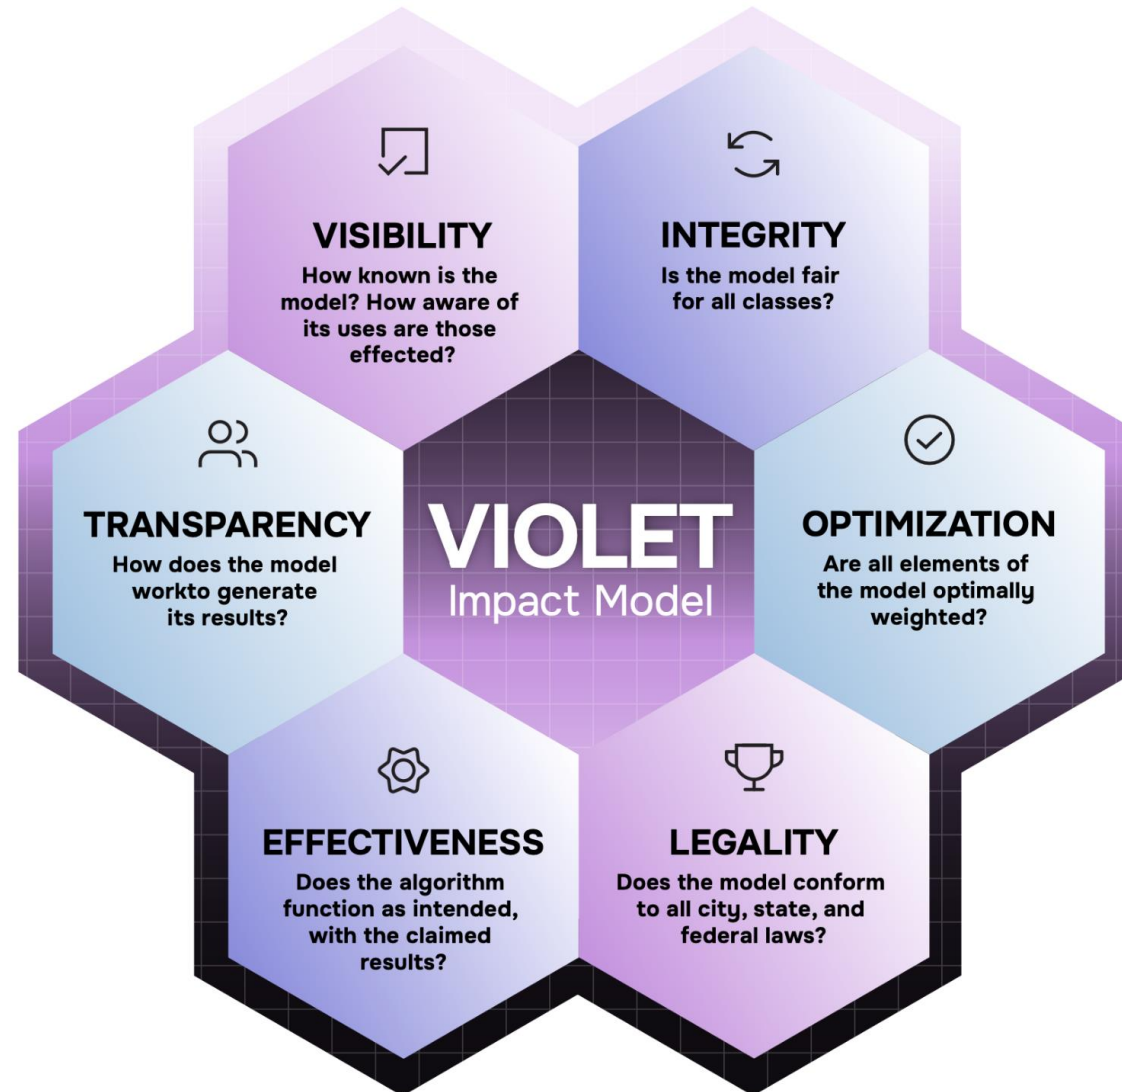 VISIBILITY
How known is the
model? How aware of
its uses are those
effected?
INTEGRITY
Is the model fair
for all classes?
TRANSPARENCY
How does the model
workto generate
its results?
VIOLET
Impact Model
OPTIMIZATION
Are all elements of
the model optimally
weighted?
EFFECTIVENESS
Does the algorithm
function as intended,
with the claimed
results?
LEGALITY
Does the model conform
to all city, state, and
federal laws?